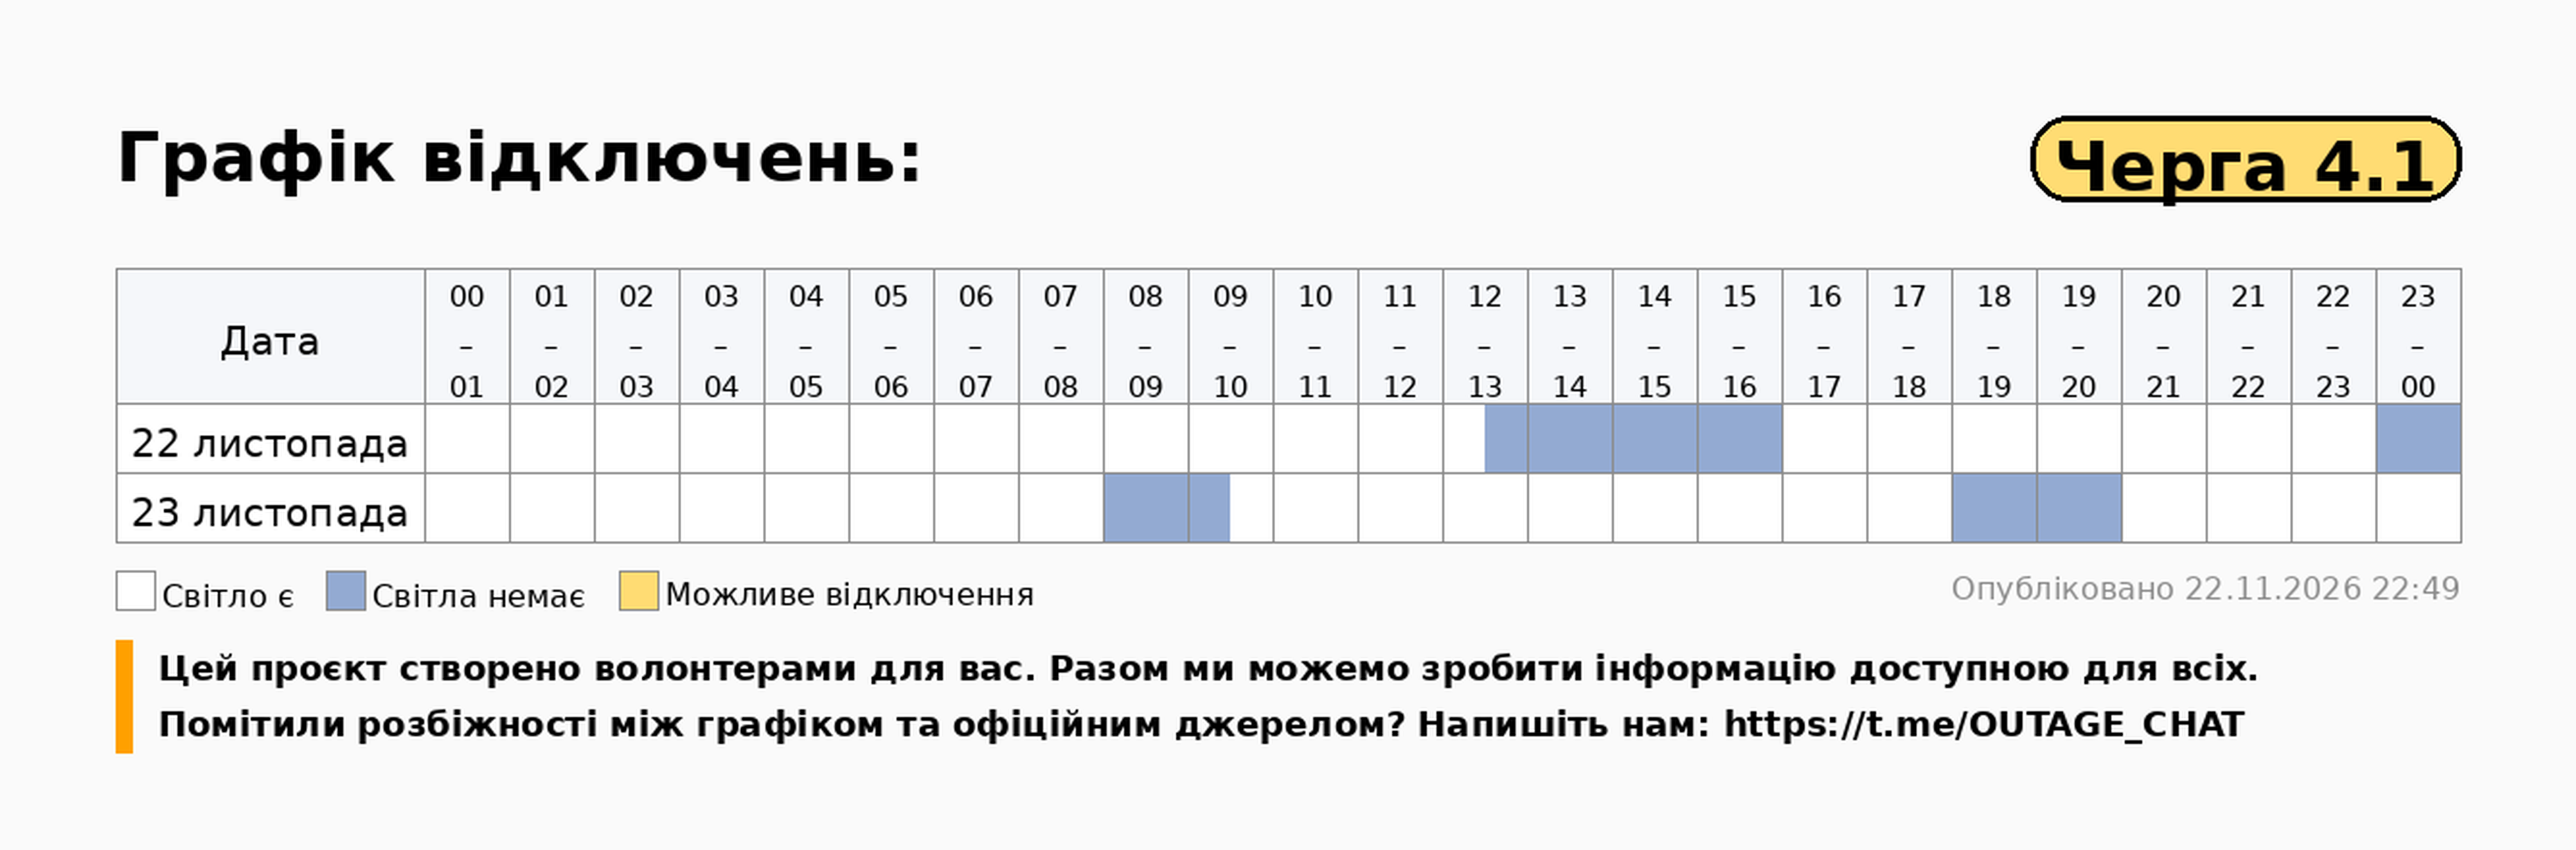 Графік відключень:
Черга 4.1
Дата
00 – 01
01 – 02
02 – 03
03 – 04
04 – 05
05 – 06
06 – 07
07 – 08
08 – 09
09 – 10
10 – 11
11 – 12
12 – 13
13 – 14
14 – 15
15 – 16
16 – 17
17 – 18
18 – 19
19 – 20
20 – 21
21 – 22
22 – 23
23 – 00
22 листопада
23 листопада
Світло є
Світла немає
Можливе відключення
Опубліковано 22.11.2026 22:49
Цей проєкт створено волонтерами для вас. Разом ми можемо зробити інформацію доступною для всіх.
Помітили розбіжності між графіком та офіційним джерелом? Напишіть нам: https://t.me/OUTAGE_CHAT